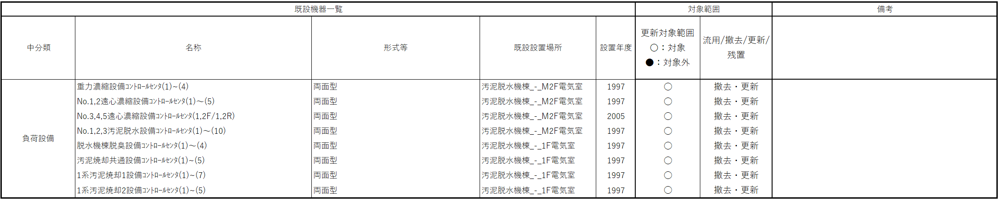 既設機器一覧 対象範囲 備考
中分類 名称 形式等 既設設置場所 設置年度 更新対象範囲 ○：対象 ●：対象外 流用/撤去/更新/残置
負荷設備
重力濃縮設備ｺﾝﾄﾛｰﾙｾﾝﾀ(1)~(4) 両面型 汚泥脱水機棟_-_M2F電気室 1997 ○ 撤去・更新
No.1,2遠心濃縮設備ｺﾝﾄﾛｰﾙｾﾝﾀ(1)～(5) 両面型 汚泥脱水機棟_-_M2F電気室 1997 ○ 撤去・更新
No.3,4,5遠心濃縮設備ｺﾝﾄﾛｰﾙｾﾝﾀ(1,2F/1,2R) 両面型 汚泥脱水機棟_-_M2F電気室 2005 ○ 撤去・更新
No.1,2,3汚泥脱水設備ｺﾝﾄﾛｰﾙｾﾝﾀ(1)～(10) 両面型 汚泥脱水機棟_-_M2F電気室 1997 ○ 撤去・更新
脱水機棟脱臭設備ｺﾝﾄﾛｰﾙｾﾝﾀ(1)～(4) 両面型 汚泥脱水機棟_-_1F電気室 1997 ○ 撤去・更新
汚泥焼却共通設備ｺﾝﾄﾛｰﾙｾﾝﾀ(1)~(5) 両面型 汚泥脱水機棟_-_1F電気室 1997 ○ 撤去・更新
1系汚泥焼却1設備ｺﾝﾄﾛｰﾙｾﾝﾀ(1)~(7) 両面型 汚泥脱水機棟_-_1F電気室 1997 ○ 撤去・更新
1系汚泥焼却2設備ｺﾝﾄﾛｰﾙｾﾝﾀ(1)~(5) 両面型 汚泥脱水機棟_-_1F電気室 1997 ○ 撤去・更新